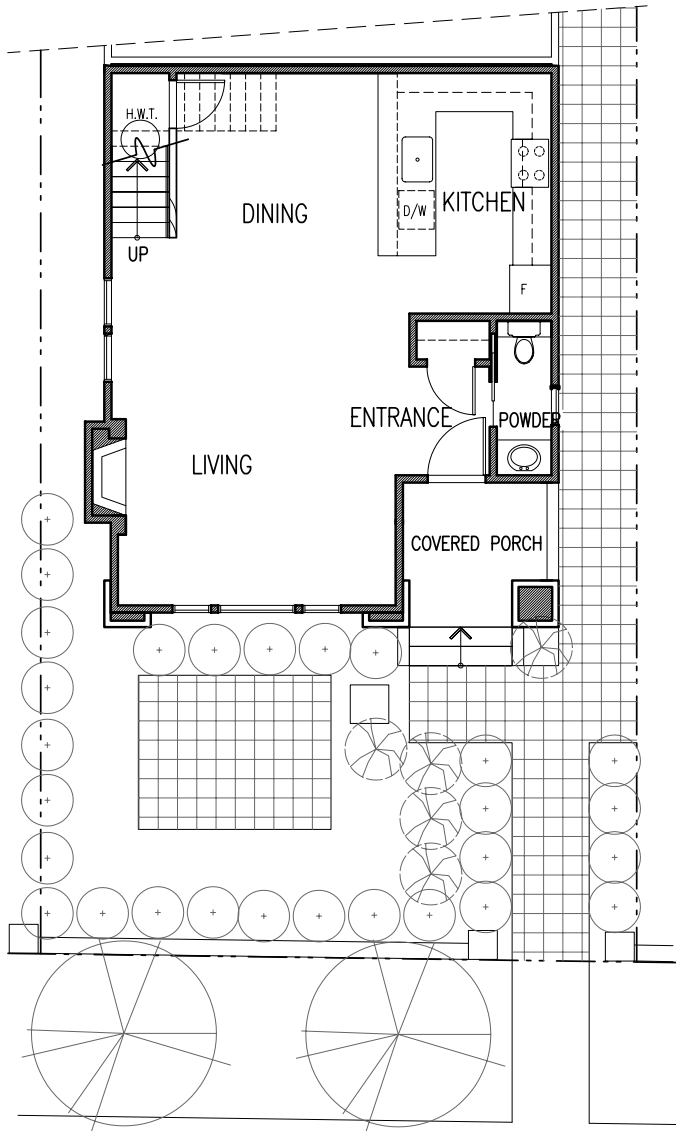 H.W.T.
DINING
KITCHEN
D/W
UP
F
ENTRANCE
POWDER
LIVING
COVERED PORCH